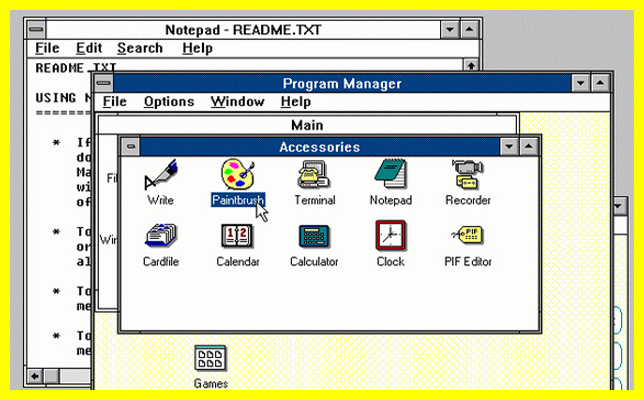 Notepad - README.TXT
File Edit Search Help
README.TXT
USING N
* If
do
Ma
wi
of
* To
or
al
* To
me
* To
me
Program Manager
File Options Window Help
Main
Accessories
Write Paintbrush Terminal Notepad Recorder
Cardfile Calendar Calculator Clock PIF Editor
Games